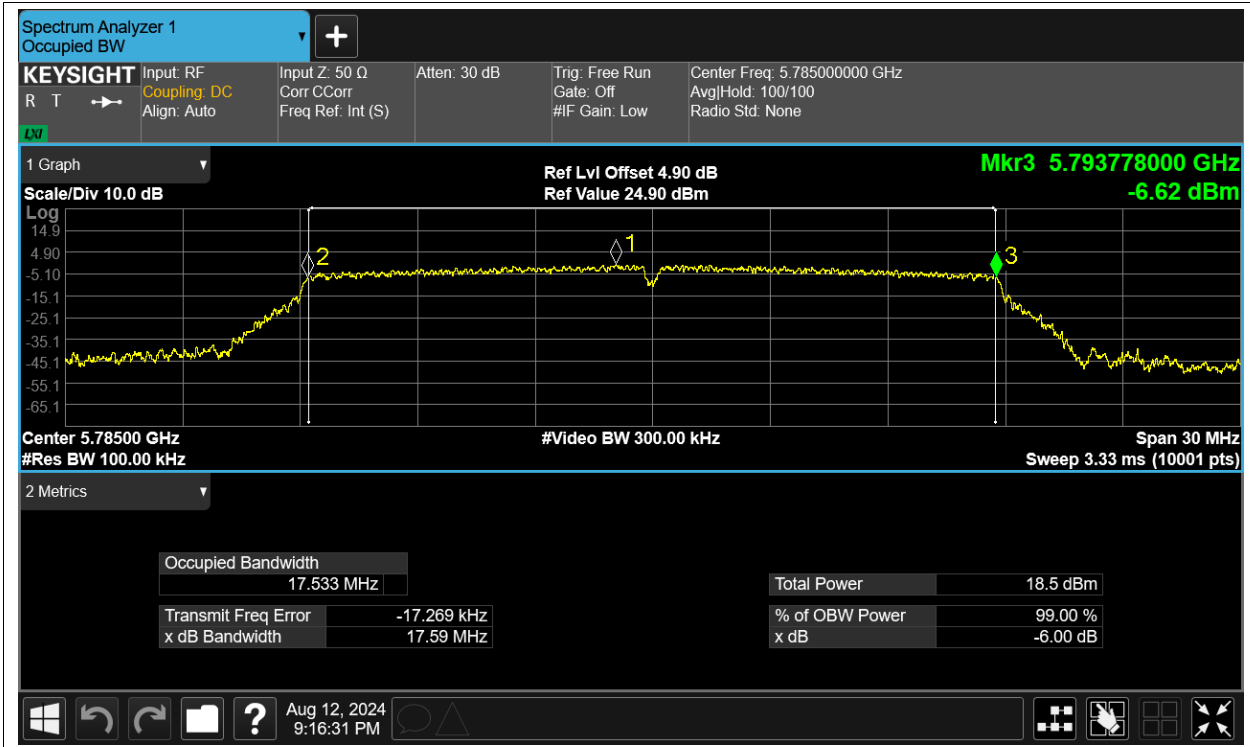 Spectrum Analyzer 1
Occupied BW
KEYSIGHT
R T
LXI
Input: RF
Coupling: DC
Align: Auto
Input Z: 50 Ω
Corr CCorr
Freq Ref: Int (S)
Atten: 30 dB
Trig: Free Run
Gate: Off
#IF Gain: Low
Center Freq: 5.785000000 GHz
Avg|Hold: 100/100
Radio Std: None
1 Graph
Scale/Div 10.0 dB
Ref Lvl Offset 4.90 dB
Ref Value 24.90 dBm
Mkr3 5.793778000 GHz
-6.62 dBm
Log
14.9
4.90
-5.10
-15.1
-25.1
-35.1
-45.1
-55.1
-65.1
1
2
3
Center 5.78500 GHz
#Video BW 300.00 kHz
Span 30 MHz
#Res BW 100.00 kHz
Sweep 3.33 ms (10001 pts)
2 Metrics
Occupied Bandwidth
17.533 MHz
Transmit Freq Error -17.269 kHz
x dB Bandwidth 17.59 MHz
Total Power 18.5 dBm
% of OBW Power 99.00 %
x dB -6.00 dB
?
Aug 12, 2024
9:16:31 PM